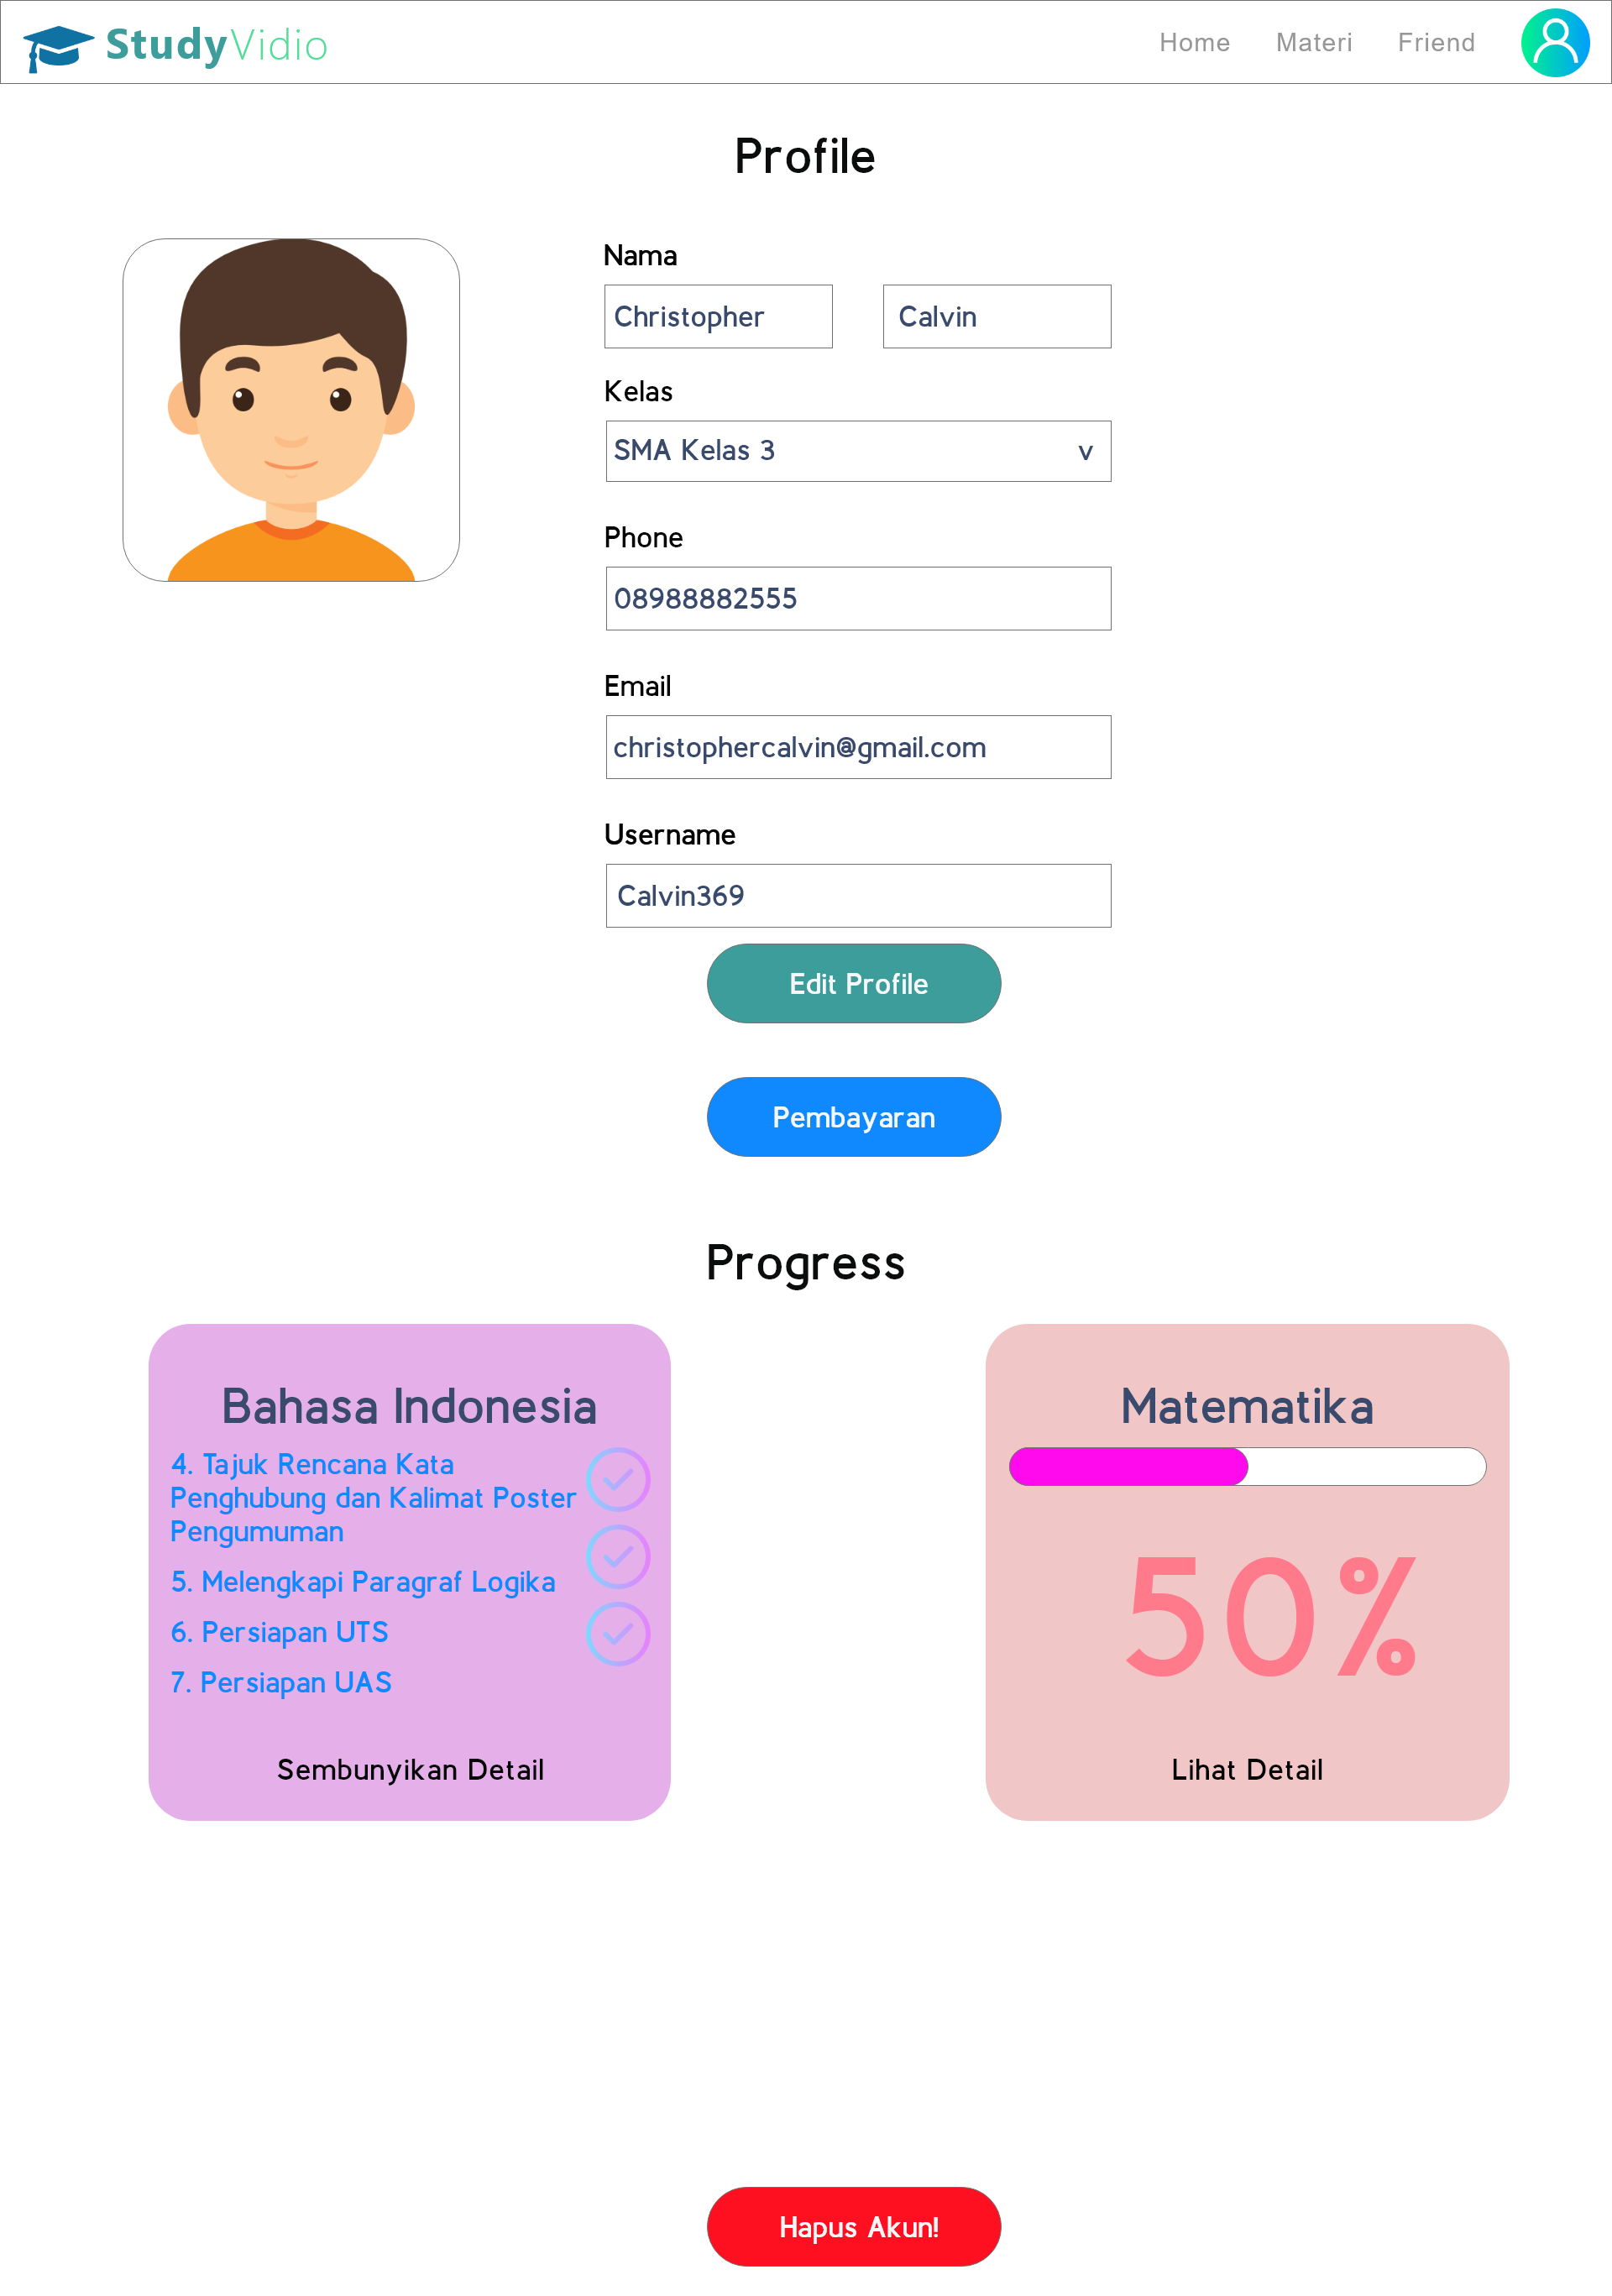 StudyVidio
Home Materi Friend
Profile
Nama
Christopher Calvin
Kelas
SMA Kelas 3 v
Phone
08988882555
Email
christophercalvin@gmail.com
Username
Calvin369
Edit Profile
Pembayaran
Progress
Bahasa Indonesia
4. Tajuk Rencana Kata
Penghubung dan Kalimat Poster
Pengumuman
5. Melengkapi Paragraf Logika
6. Persiapan UTS
7. Persiapan UAS
Sembunyikan Detail
Matematika
50%
Lihat Detail
Hapus Akun!